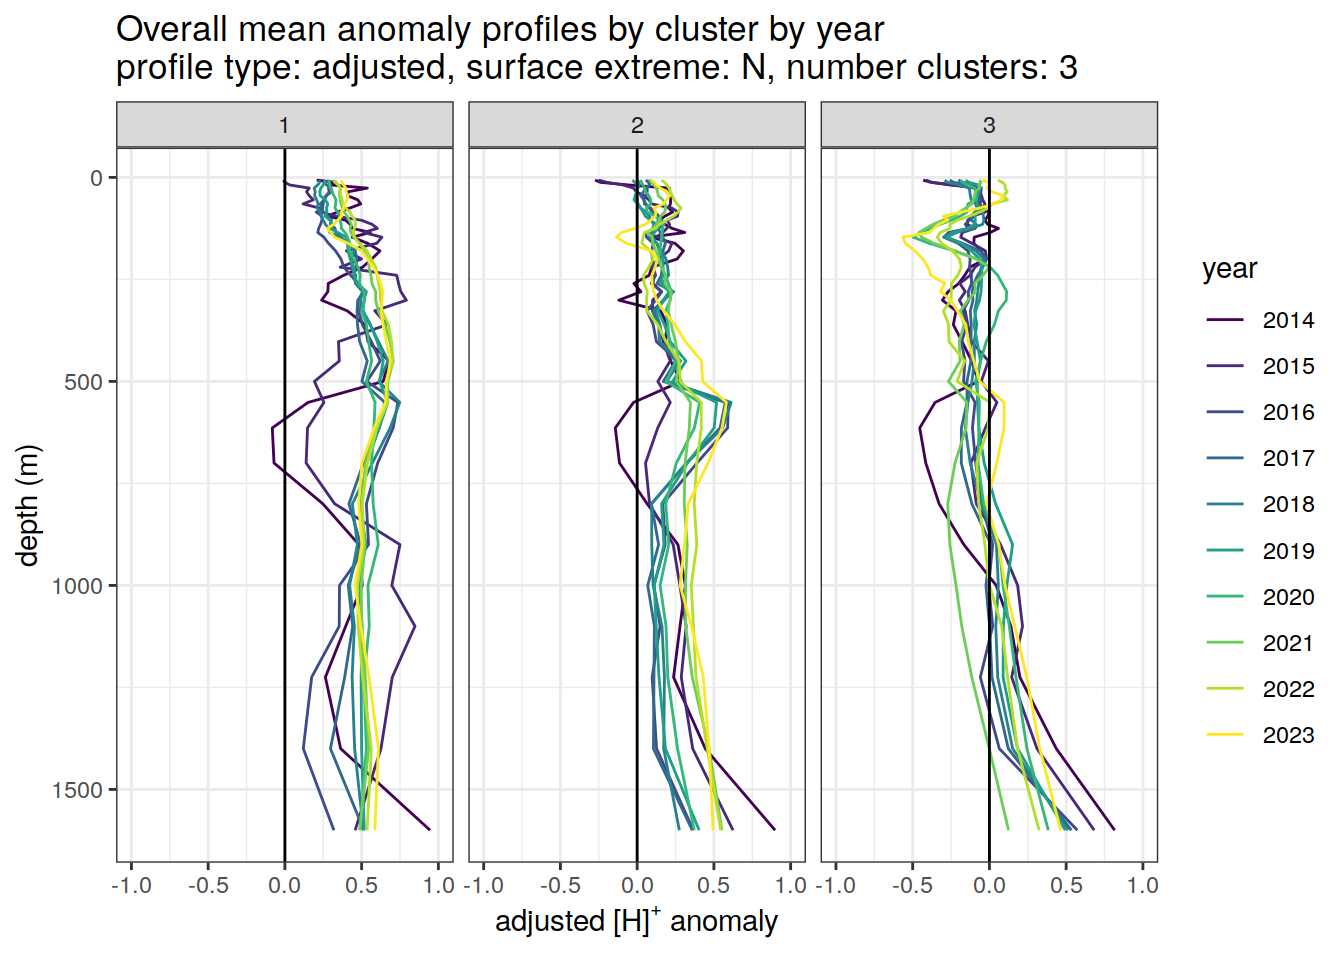 Overall mean anomaly profiles by cluster by year
profile type: adjusted, surface extreme: N, number clusters: 3
1
2
3
0
500
1000
1500
depth (m)
-1.0 -0.5 0.0 0.5 1.0
-1.0 -0.5 0.0 0.5 1.0
-1.0 -0.5 0.0 0.5 1.0
adjusted [H]⁺ anomaly
year
2014
2015
2016
2017
2018
2019
2020
2021
2022
2023